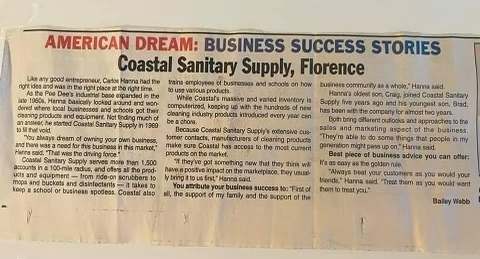 AMERICAN DREAM: BUSINESS SUCCESS STORIES
Coastal Sanitary Supply, Florence
Like any good entrepreneur, Carlos Hanna had the
right idea and was in the right place at the right time.
As the Pee Dee's industrial base expanded in the
late 1980s, Hanna basically looked around and won-
dered where local businesses and schools got their
cleaning products and equipment. Not finding much of
an answer, he started Coastal Sanitary Supply in 1989
to fill that void.
"You always dream of owning your own business,
and there was a need for this business in this market,"
Hanna said. "That was the driving force."
Coastal Sanitary Supply serves more than 1,500
accounts in a 100-mile radius, and offers all the prod-
ucts and equipment — from ride-on scrubbers to
mops and buckets and disinfectants — it takes to
keep a school or business spotless. Coastal also
trains employees of businesses and schools on how
to use various products.
While Coastal's massive and varied inventory is
computerized, keeping up with the hundreds of new
cleaning industry products introduced every year can
be a chore.
Because Coastal Sanitary Supply's extensive cus-
tomer contacts, manufacturers of cleaning products
make sure Coastal has access to the most current
products on the market.
"If they've got something new that they think will
have a positive impact on the marketplace, they usual-
ly bring it to us first," Hanna said.
You attribute your business success to: "First of
all, the support of my family and the support of the
business community as a whole," Hanna said.
Hanna's oldest son, Craig, joined Coastal Sanitary
Supply five years ago and his youngest son, Brad,
has been with the company for almost two years.
Both bring different outlooks and approaches to the
sales and marketing aspect of the business
"They're able to do some things that people in my
generation might pass up on," Hanna said.
Best piece of business advice you can offer:
It's as easy as the golden rule.
"Always treat your customers as you would your
friends," Hanna said. "Treat them as you would want
them to treat you."
Bailey Webb